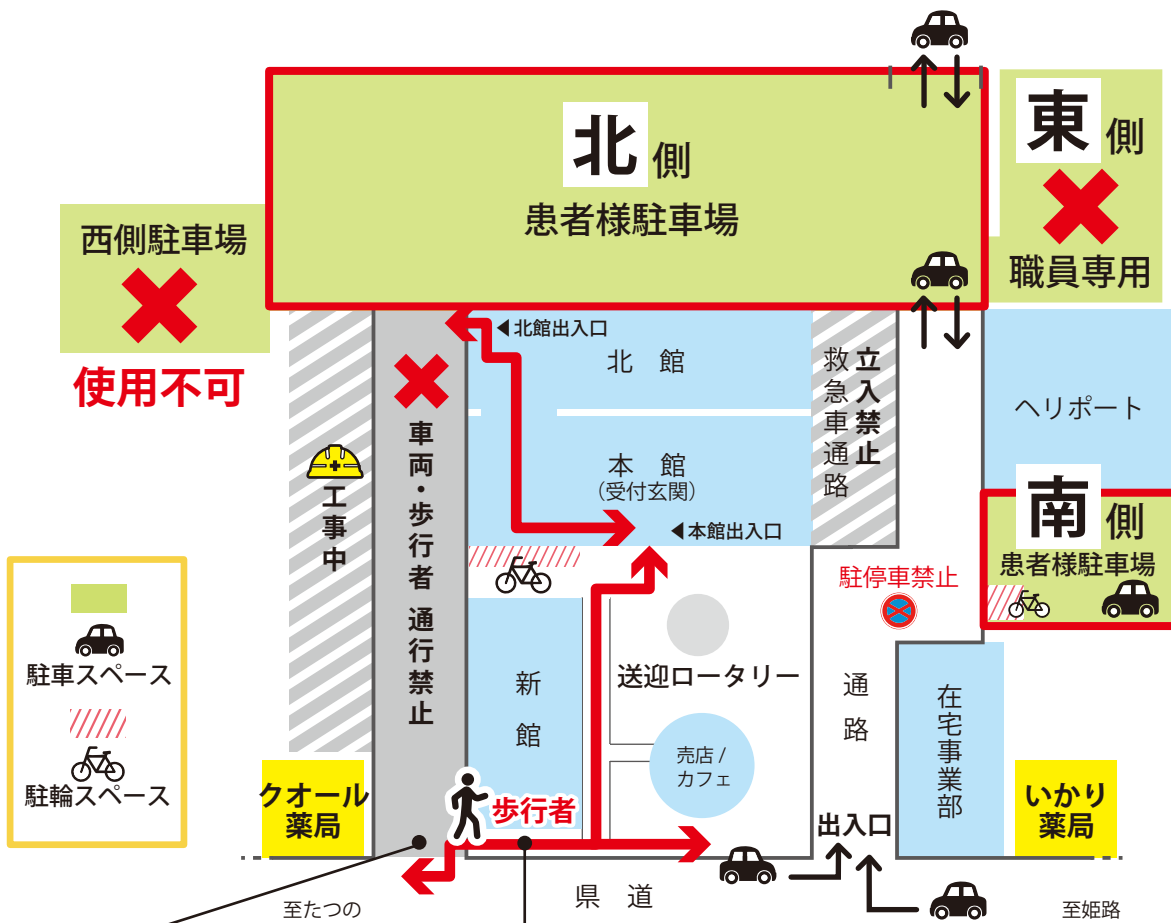 北側
患者様駐車場
東側
職員専用
西側駐車場
使用不可
◀北館出入口
北館
救急車通路
立入禁止
ヘリポート
車両・歩行者 通行禁止
工事中
本館
(受付玄関)
◀本館出入口
南側
患者様駐車場
駐停車禁止
駐車スペース
駐輪スペース
新館
送迎ロータリー
売店 /
カフェ
通路
在宅事業部
クオール
薬局
歩行者
出入口
いかり
薬局
県道
至たつの
至姫路